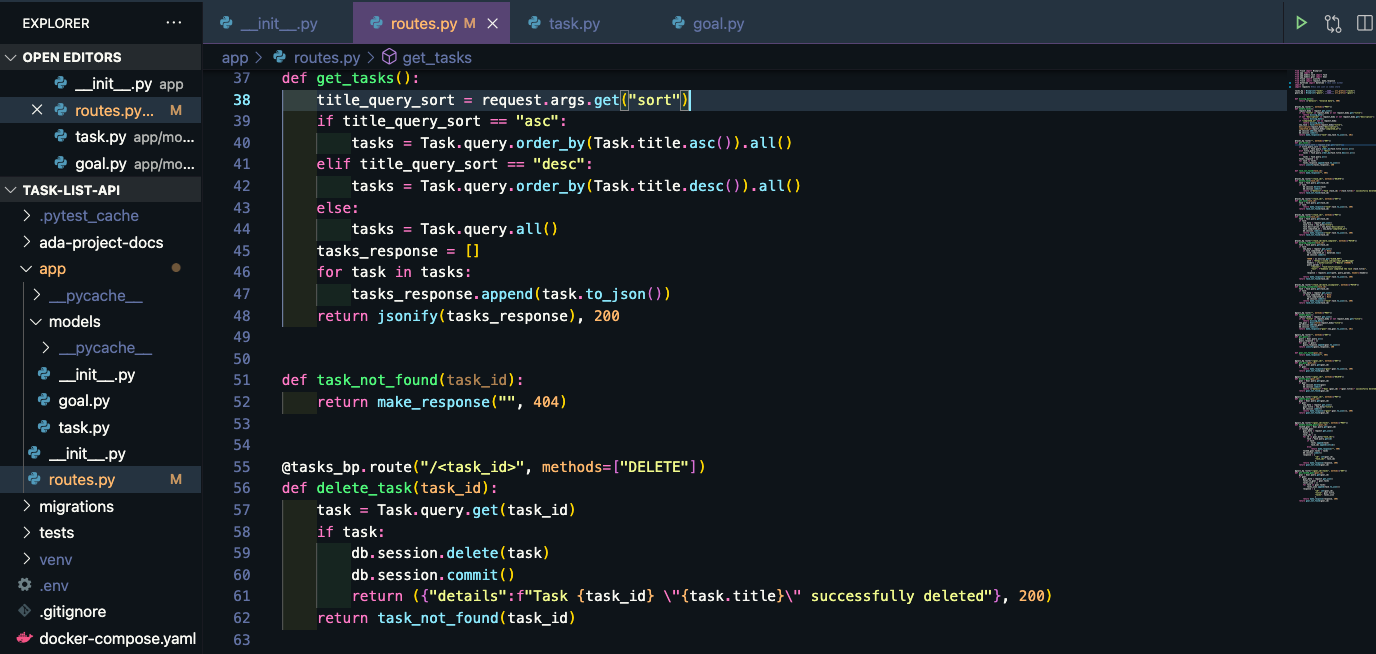 EXPLORER ...
OPEN EDITORS
__init__.py app
routes.py... M
task.py app/mo...
goal.py app/mo...
TASK-LIST-API
.pytest_cache
ada-project-docs
app
__pycache__
models
__pycache__
__init__.py
goal.py
task.py
__init__.py
routes.py M
migrations
tests
venv
.env
.gitignore
docker-compose.yaml
__init__.py routes.py M task.py goal.py
app > routes.py > get_tasks
37 def get_tasks():
38     title_query_sort = request.args.get("sort")
39     if title_query_sort == "asc":
40         tasks = Task.query.order_by(Task.title.asc()).all()
41     elif title_query_sort == "desc":
42         tasks = Task.query.order_by(Task.title.desc()).all()
43     else:
44         tasks = Task.query.all()
45     tasks_response = []
46     for task in tasks:
47         tasks_response.append(task.to_json())
48     return jsonify(tasks_response), 200
49
50
51 def task_not_found(task_id):
52     return make_response("", 404)
53
54
55 @tasks_bp.route("/<task_id>", methods=["DELETE"])
56 def delete_task(task_id):
57     task = Task.query.get(task_id)
58     if task:
59         db.session.delete(task)
60         db.session.commit()
61         return ({"details":f"Task {task_id} \"{task.title}\" successfully deleted"}, 200)
62     return task_not_found(task_id)
63